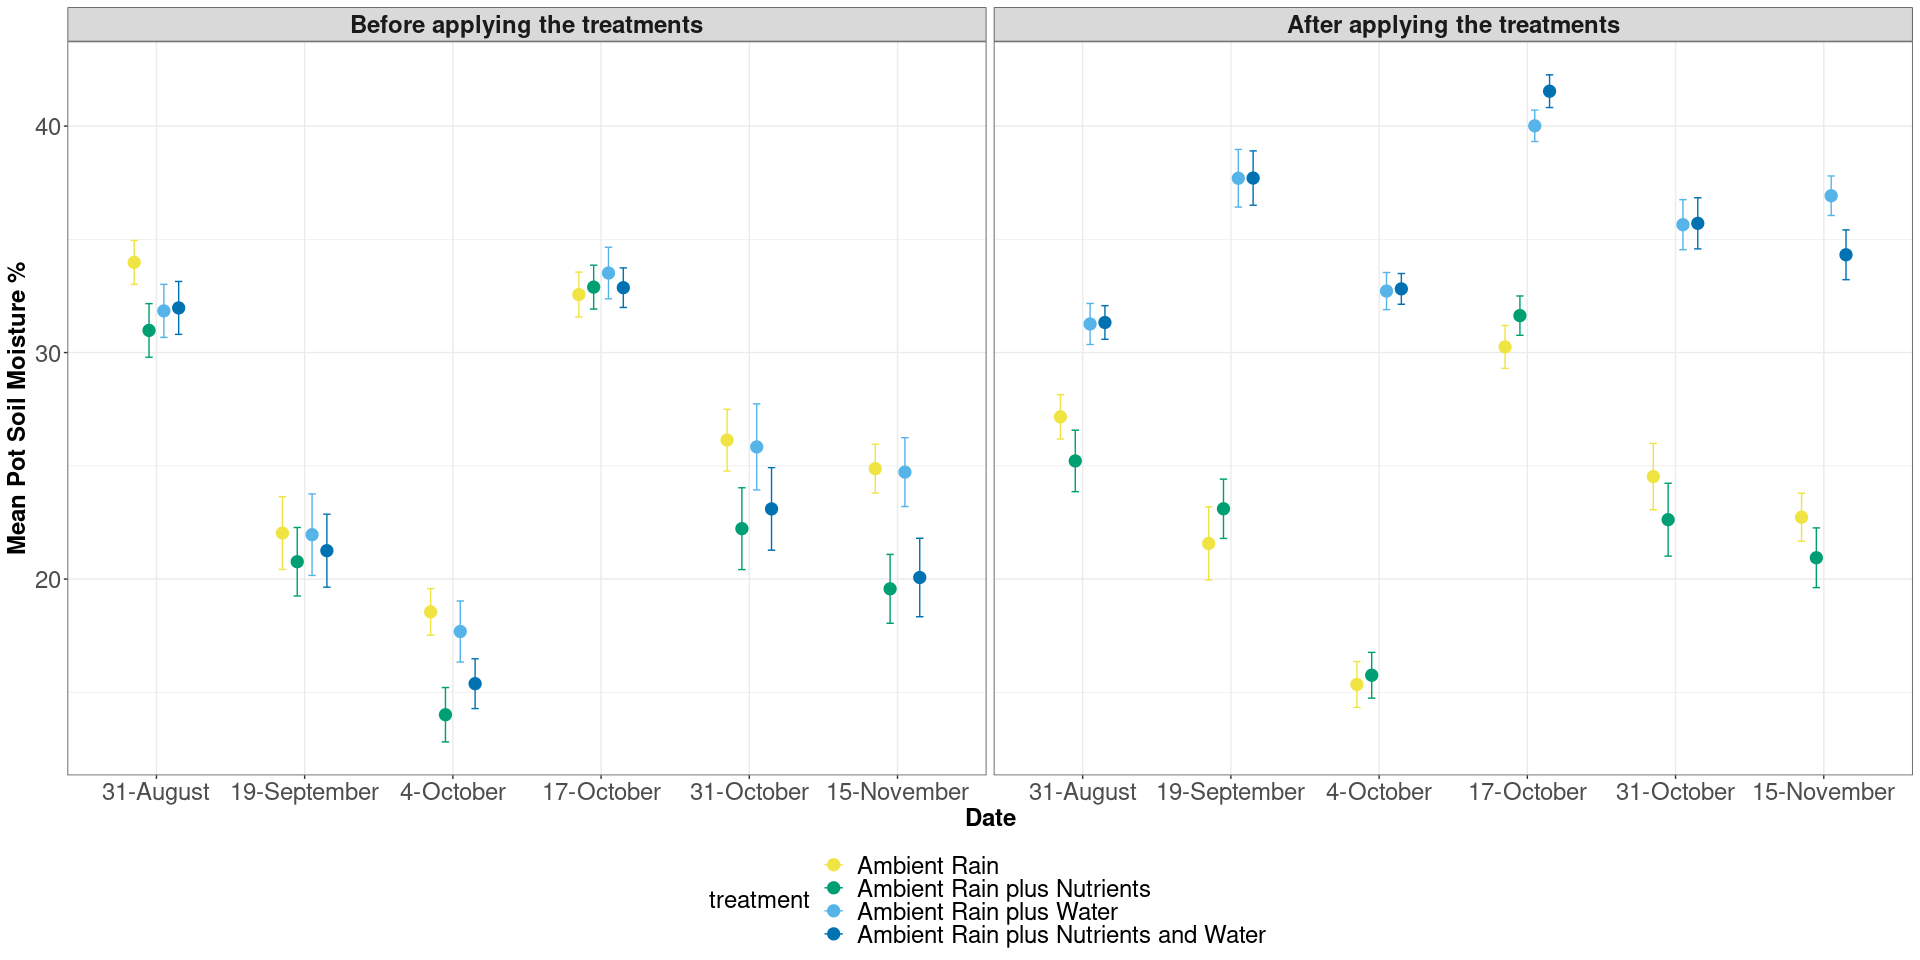 Before applying the treatments
After applying the treatments
Mean Pot Soil Moisture %
40
30
20
31-August 19-September 4-October 17-October 31-October 15-November
31-August 19-September 4-October 17-October 31-October 15-November
Date
treatment
Ambient Rain
Ambient Rain plus Nutrients
Ambient Rain plus Water
Ambient Rain plus Nutrients and Water